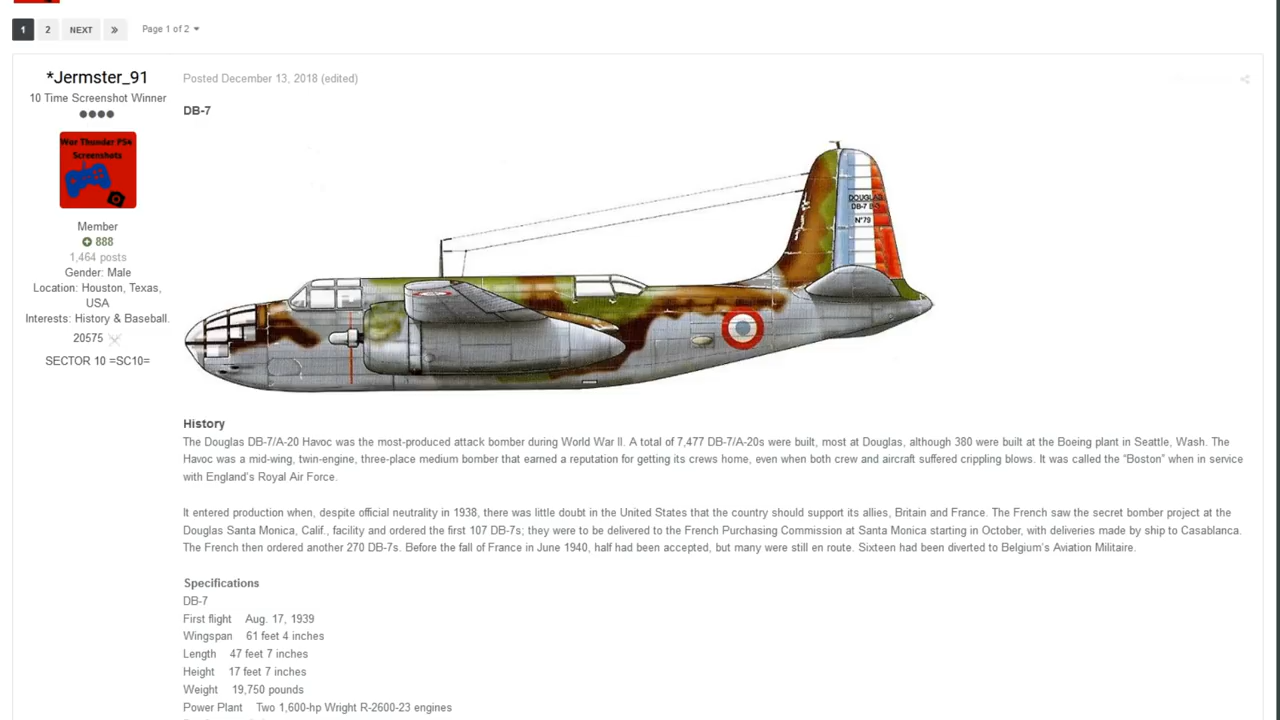 1 2 NEXT Page 1 of 2
*Jermster_91
10 Time Screenshot Winner
War Thunder PS4
Screenshots
Member
888
1,464 posts
Gender: Male
Location: Houston, Texas,
USA
Interests: History & Baseball.
20575
SECTOR 10 =SC10=
Posted December 13, 2018 (edited)
DB-7
DOUGLAS
DB-7 B-3
N°79
History
The Douglas DB-7/A-20 Havoc was the most-produced attack bomber during World War II. A total of 7,477 DB-7/A-20s were built, most at Douglas, although 380 were built at the Boeing plant in Seattle, Wash. The
Havoc was a mid-wing, twin-engine, three-place medium bomber that earned a reputation for getting its crews home, even when both crew and aircraft suffered crippling blows. It was called the “Boston” when in service
with England’s Royal Air Force.
It entered production when, despite official neutrality in 1938, there was little doubt in the United States that the country should support its allies, Britain and France. The French saw the secret bomber project at the
Douglas Santa Monica, Calif., facility and ordered the first 107 DB-7s; they were to be delivered to the French Purchasing Commission at Santa Monica starting in October, with deliveries made by ship to Casablanca.
The French then ordered another 270 DB-7s. Before the fall of France in June 1940, half had been accepted, but many were still en route. Sixteen had been diverted to Belgium’s Aviation Militaire.
Specifications
DB-7
First flight Aug. 17, 1939
Wingspan 61 feet 4 inches
Length 47 feet 7 inches
Height 17 feet 7 inches
Weight 19,750 pounds
Power Plant Two 1,600-hp Wright R-2600-23 engines